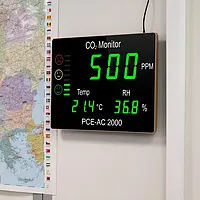 CO₂ Monitor
500 PPM
Temp RH
21.4°C 36.8%
PCE-AC 2000